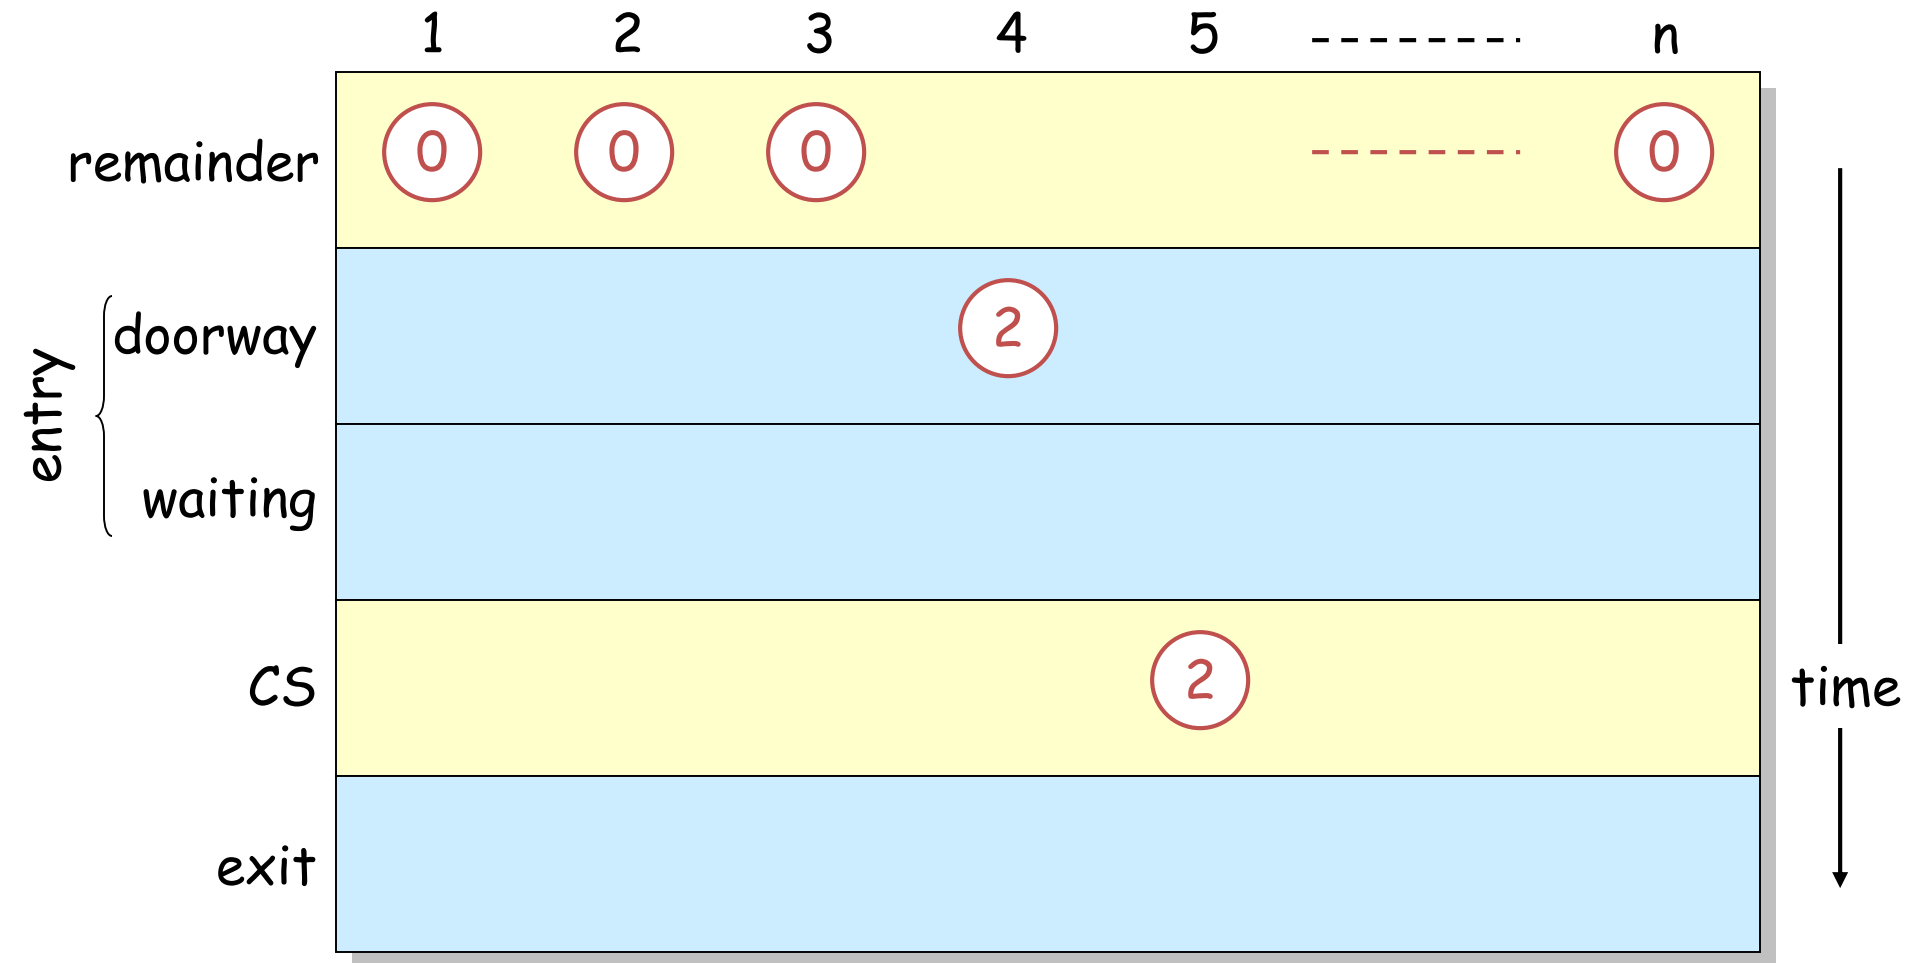 1 2 3 4 5 n
remainder 0 0 0 0
doorway 2
entry
waiting
CS 2
time
exit